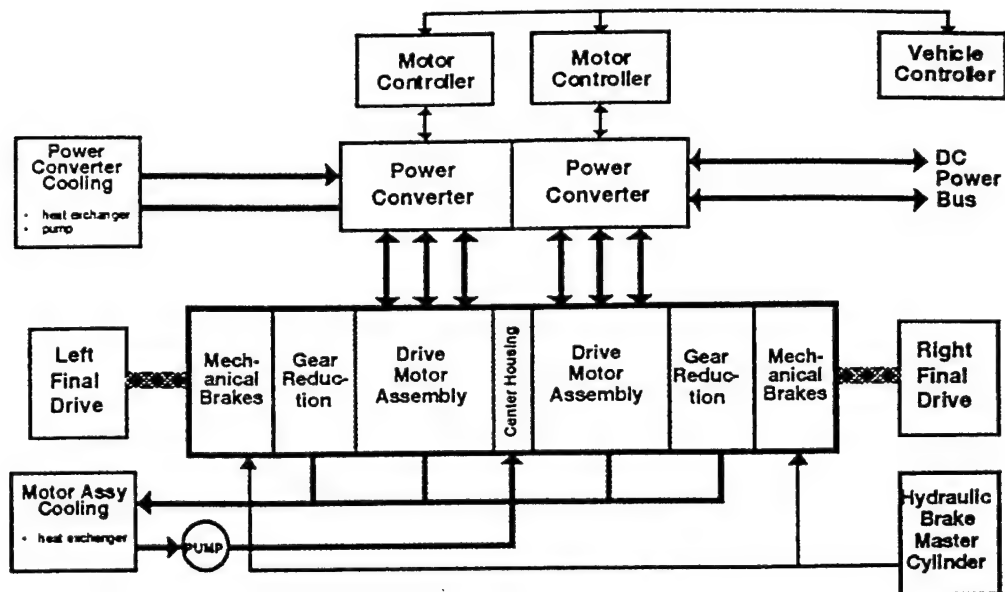 Motor
Controller
Motor
Controller
Vehicle
Controller
Power
Converter
Cooling
• heat exchanger
• pump
Power
Converter
Power
Converter
DC
Power
Bus
Left
Final
Drive
Mech-
anical
Brakes
Gear
Reduc-
tion
Drive
Motor
Assembly
Center Housing
Drive
Motor
Assembly
Gear
Reduc-
tion
Mech-
anical
Brakes
Right
Final
Drive
Motor Assy
Cooling
• heat exchanger
PUMP
Hydraulic
Brake
Master
Cylinder